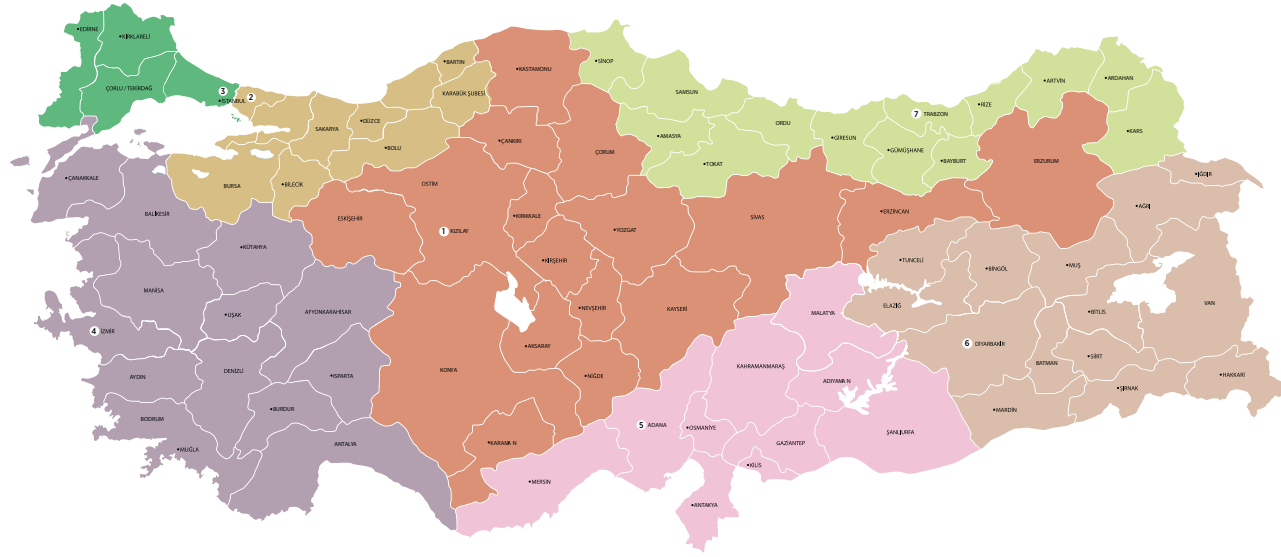 EDİRNE
KIRKLARELİ
ÇORLU / TEKİRDAĞ
3
İSTANBUL
2
BARTIN
KARABÜK ŞUBESİ
SAKARYA
DÜZCE
BOLU
BURSA
BİLECİK
KASTAMONU
ÇANKIRI
ÇORUM
OSTİM
ESKİŞEHİR
1 KIZILAY
KIRIKKALE
YOZGAT
SİVAS
ERZİNCAN
ERZURUM
KIRŞEHİR
NEVŞEHİR
KAYSERİ
AKSARAY
KONYA
NİĞDE
KARAMA N
SİNOP
SAMSUN
AMASYA
TOKAT
ORDU
GİRESUN
7
TRABZON
GÜMÜŞHANE
BAYBURT
RİZE
ARTVİN
ARDAHAN
KARS
ÇANAKKALE
BALIKESİR
KÜTAHYA
MANİSA
UŞAK
AFYONKARAHİSAR
4 İZMİR
AYDIN
DENİZLİ
ISPARTA
BODRUM
BURDUR
MUĞLA
ANTALYA
MALATYA
KAHRAMANMARAŞ
ADIYAMA N
5 ADANA
OSMANİYE
GAZİANTEP
ŞANLIURFA
KİLİS
MERSİN
ANTAKYA
IĞDIR
AĞRI
TUNCELİ
BİNGÖL
MUŞ
ELAZIĞ
BİTLİS
VAN
6 DİYARBAKIR
BATMAN
SİİRT
HAKKARİ
ŞIRNAK
MARDİN